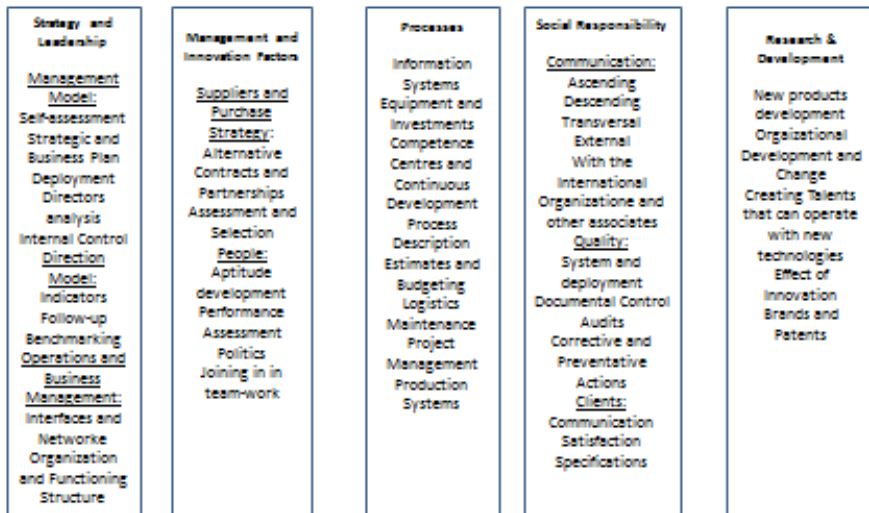 Strategy and
Leadership
Management
Model:
Self-assessment
Strategic and
Business Plan
Deployment
Directors
analysis
Internal Control
Direction
Model:
Indicators
Follow-up
Benchmarking
Operations and
Business
Management:
Interfaces and
Networke
Organization
and Functioning
Structure
Management and
Innovation Factors
Suppliers and
Purchase
Strategy:
Alternative
Contracts and
Partnerships
Assessment and
Selection
People:
Aptitude
development
Performance
Assessment
Politics
Joining in in
team-work
Processes
Information
Systems
Equipment and
Investments
Competence
Centres and
Continuous
Development
Process
Description
Estimates and
Budgeting
Logistics
Maintenance
Project
Management
Production
Systems
Social Responsibility
Communication:
Ascending
Descending
Transversal
External
With the
International
Organizatione and
other associates
Quality:
System and
deployment
Documental Control
Audits
Corrective and
Preventative
Actions
Clients:
Communication
Satisfaction
Specifications
Research &
Development
New products
development
Orgaizational
Development and
Change
Creating Talents
that can operate
with new
technologies
Effect of
Innovation
Brands and
Patents